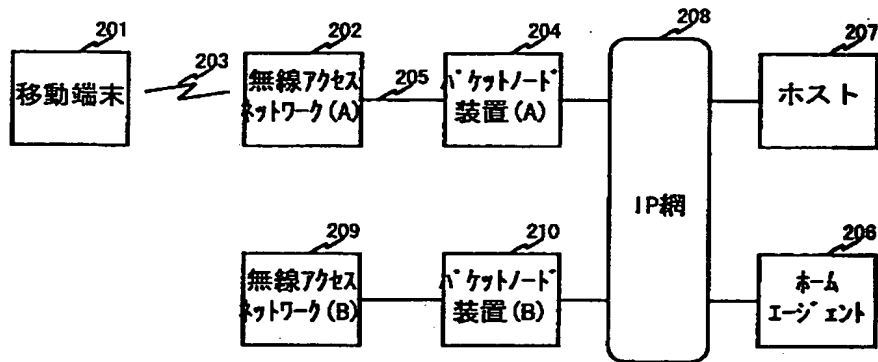 201
移動端末
203
202
無線アクセス
ネットワーク(A)
205
204
パケットノード
装置(A)
208
IP網
207
ホスト
209
無線アクセス
ネットワーク(B)
210
パケットノード
装置(B)
206
ホーム
エージェント